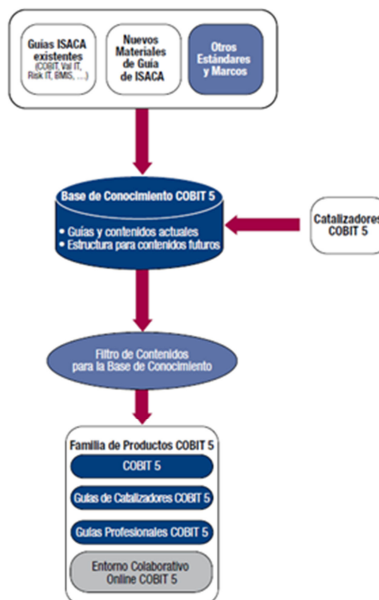 Guías ISACA
existentes
(COBIT, Val IT,
Risk IT, BMIS, ...)
Nuevos
Materiales de
Guía
de ISACA
Otros
Estándares
y Marcos
Base de Conocimiento COBIT 5
• Guías y contenidos actuales
• Estructura para contenidos futuros
Catalizadores
COBIT 5
Filtro de Contenidos
para la Base de Conocimiento
Familia de Productos COBIT 5
COBIT 5
Guías de Catalizadores COBIT 5
Guías Profesionales COBIT 5
Entorno Colaborativo
Online COBIT 5